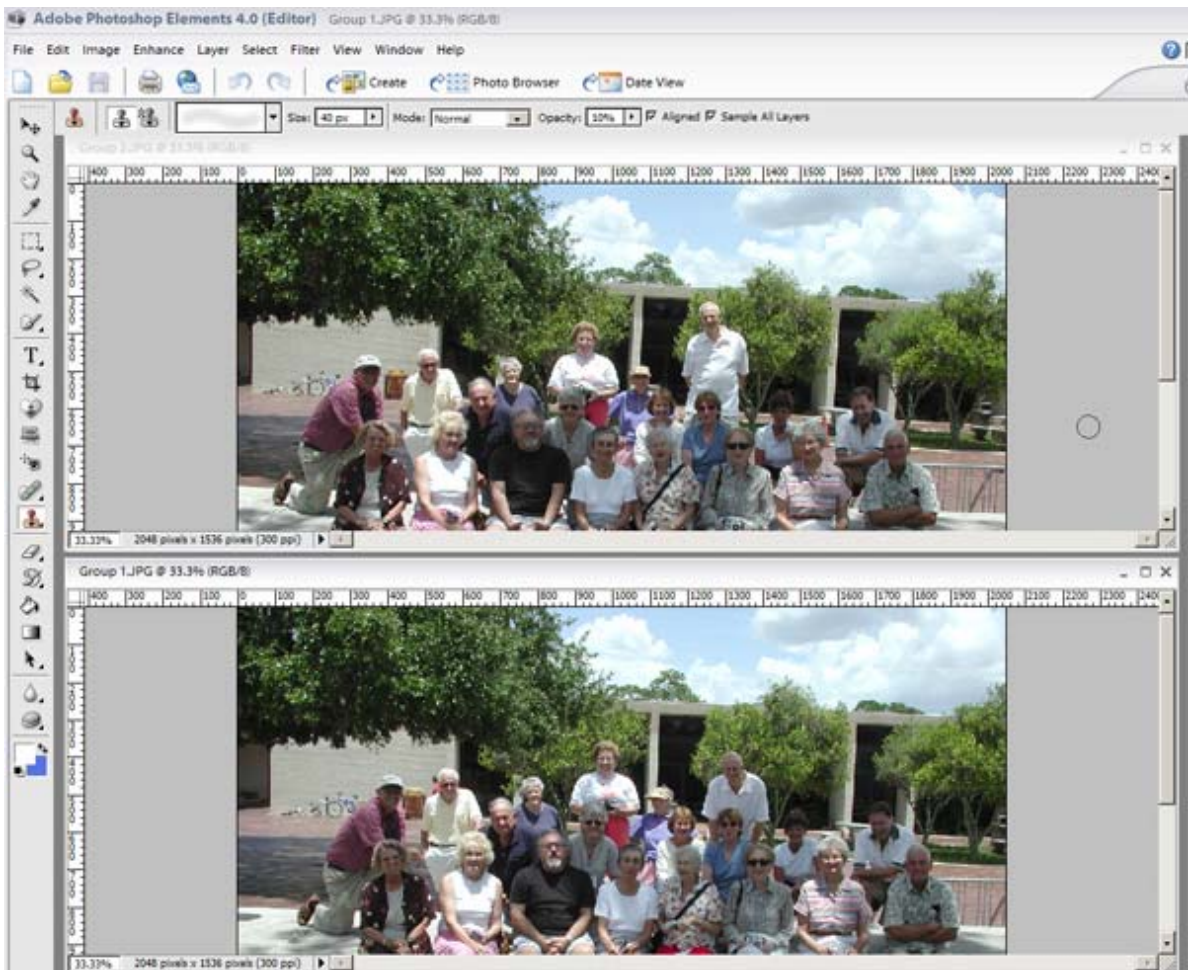 Adobe Photoshop Elements 4.0 (Editor) Group 1.JPG @ 33.3% (RGB/8)
File Edit Image Enhance Layer Select Filter View Window Help
Create Photo Browser Date View
Size: 40 px Mode: Normal Opacity: 10% Aligned Sample All Layers
Group 2.JPG @ 33.3% (RGB/8)
400 300 200 100 0 100 200 300 400 500 600 700 800 900 1000 1100 1200 1300 1400 1500 1600 1700 1800 1900 2000 2100 2200 2300 2400
33.33% 2048 pixels x 1536 pixels (300 ppi)
Group 1.JPG @ 33.3% (RGB/8)
400 300 200 100 0 100 200 300 400 500 600 700 800 900 1000 1100 1200 1300 1400 1500 1600 1700 1800 1900 2000 2100 2200 2300 2400
33.33% 2048 pixels x 1536 pixels (300 ppi)